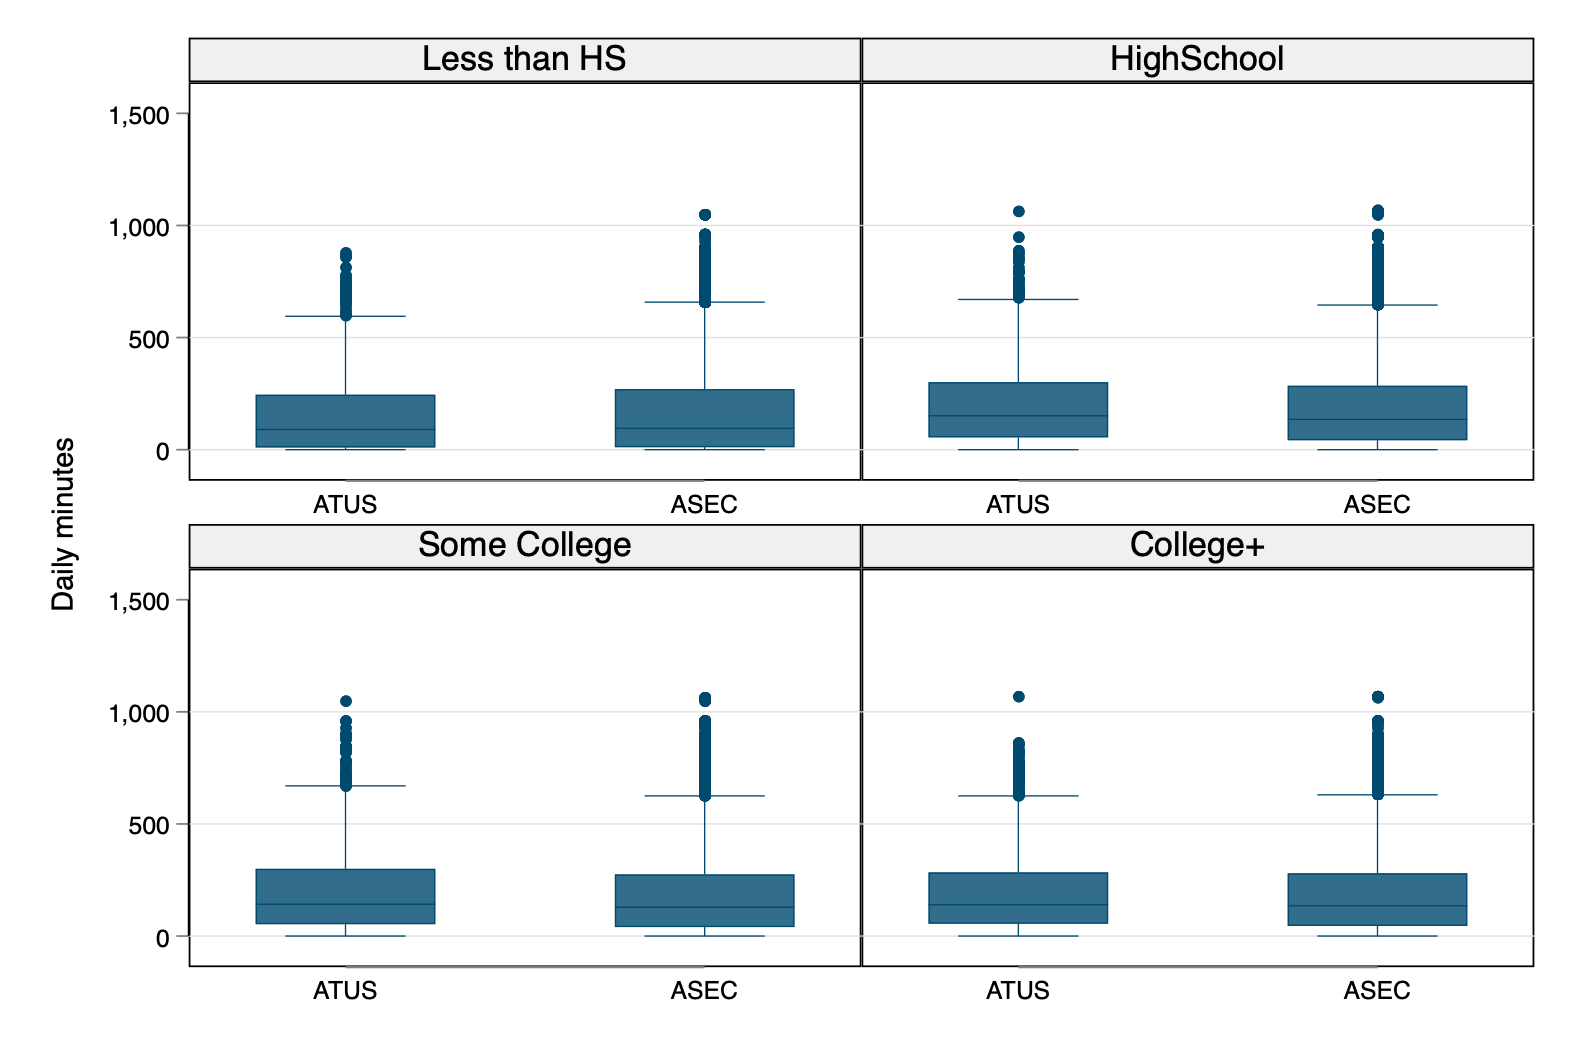 Less than HS
HighSchool
1,500
1,000
500
0
ATUS
ASEC
ATUS
ASEC
Daily minutes
Some College
College+
1,500
1,000
500
0
ATUS
ASEC
ATUS
ASEC